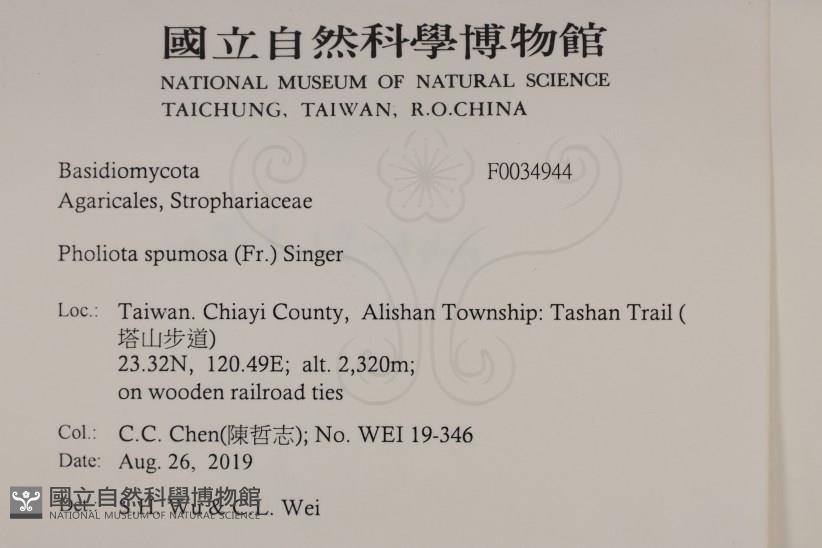 國立自然科學博物館
NATIONAL MUSEUM OF NATURAL SCIENCE
TAICHUNG, TAIWAN, R.O.CHINA
Basidiomycota F0034944
Agaricales, Strophariaceae
Pholiota spumosa (Fr.) Singer
Loc.: Taiwan. Chiayi County, Alishan Township: Tashan Trail (
塔山步道)
23.32N, 120.49E; alt. 2,320m;
on wooden railroad ties
Col.: C.C. Chen(陳哲志); No. WEI 19-346
Date: Aug. 26, 2019
Det.: S.H. Wu & C.L. Wei
國立自然科學博物館
NATIONAL MUSEUM OF NATURAL SCIENCE